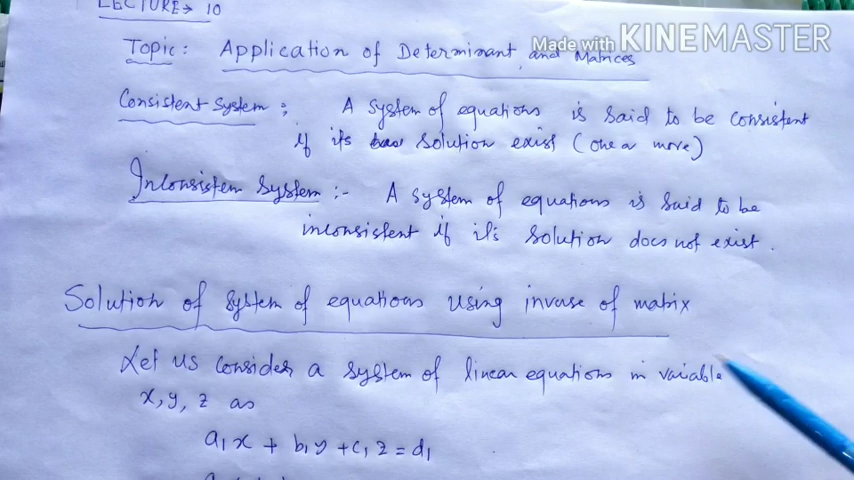 LECTURE → 10
Made with KINEMASTER
Topic: Application of Determinant and Matrices
Consistent System :- A system of equations is said to be consistent
if its solution exist (one or more)
Inconsistem System :- A system of equations is said to be
inconsistent if it's solution does not exist.
Solution of system of equations using inverse of matrix
Let us consider a system of linear equations in vaiable
x, y, z as
a₁x + b₁y + c₁z = d₁